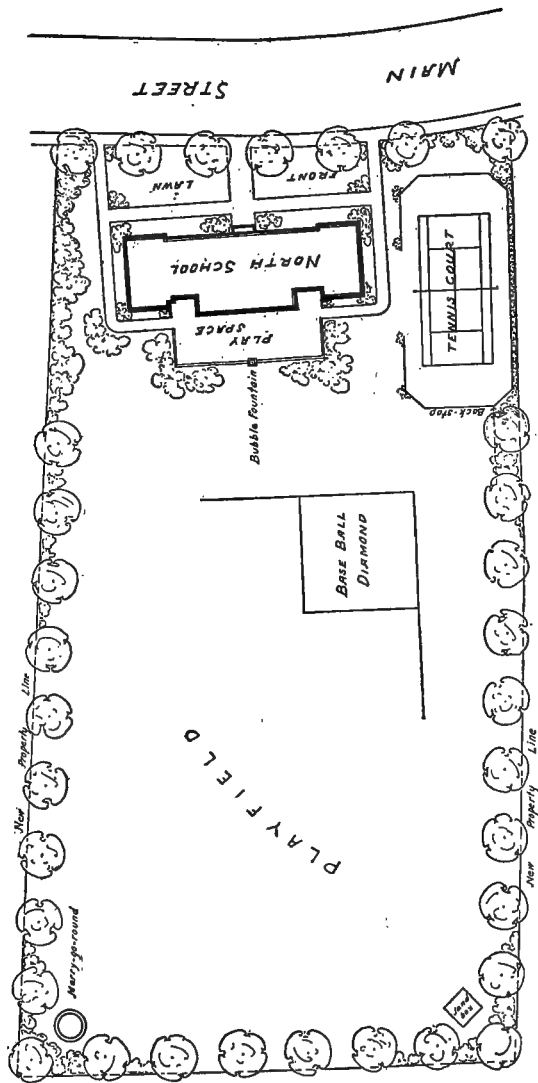 MAIN STREET
FRONT LAWN
NORTH SCHOOL
PLAY
SPACE
TENNIS COURT
Back-stop
Bubble Fountain
BASE BALL
DIAMOND
PLAYFIELD
New Property Line
New Property Line
Merry-go-round
Sand
box